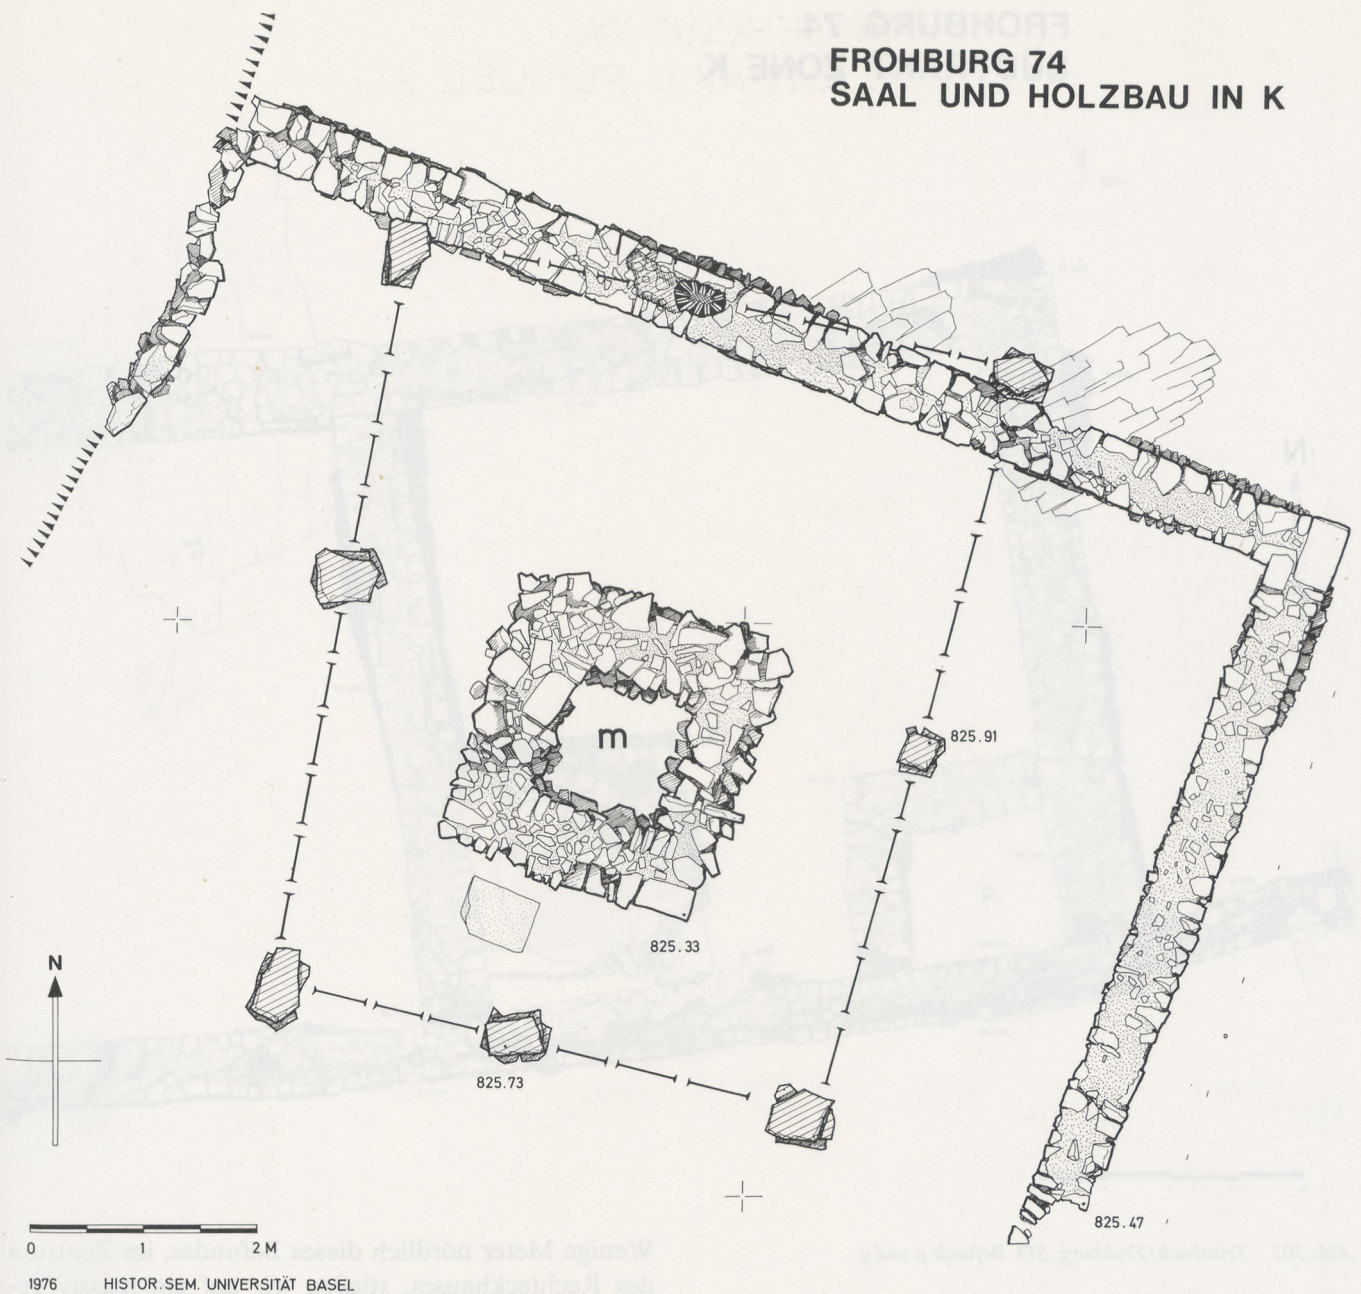 FROHBURG 74
SAAL UND HOLZBAU IN K
m
825.91
825.33
N
825.73
825.47
0 1 2 M
1976 HISTOR.SEM. UNIVERSITÄT BASEL